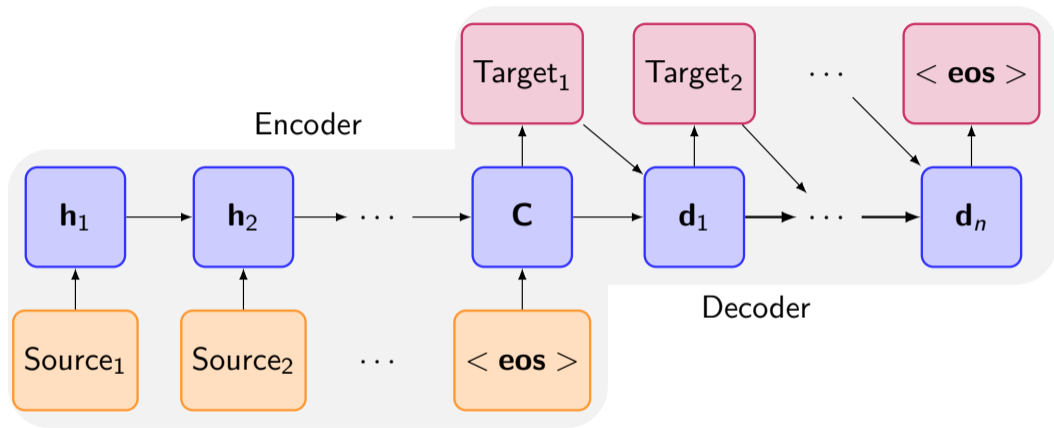 Target₁ Target₂ ··· < eos >
Encoder
h₁ h₂ ··· C d₁ ··· dₙ
Decoder
Source₁ Source₂ ··· < eos >